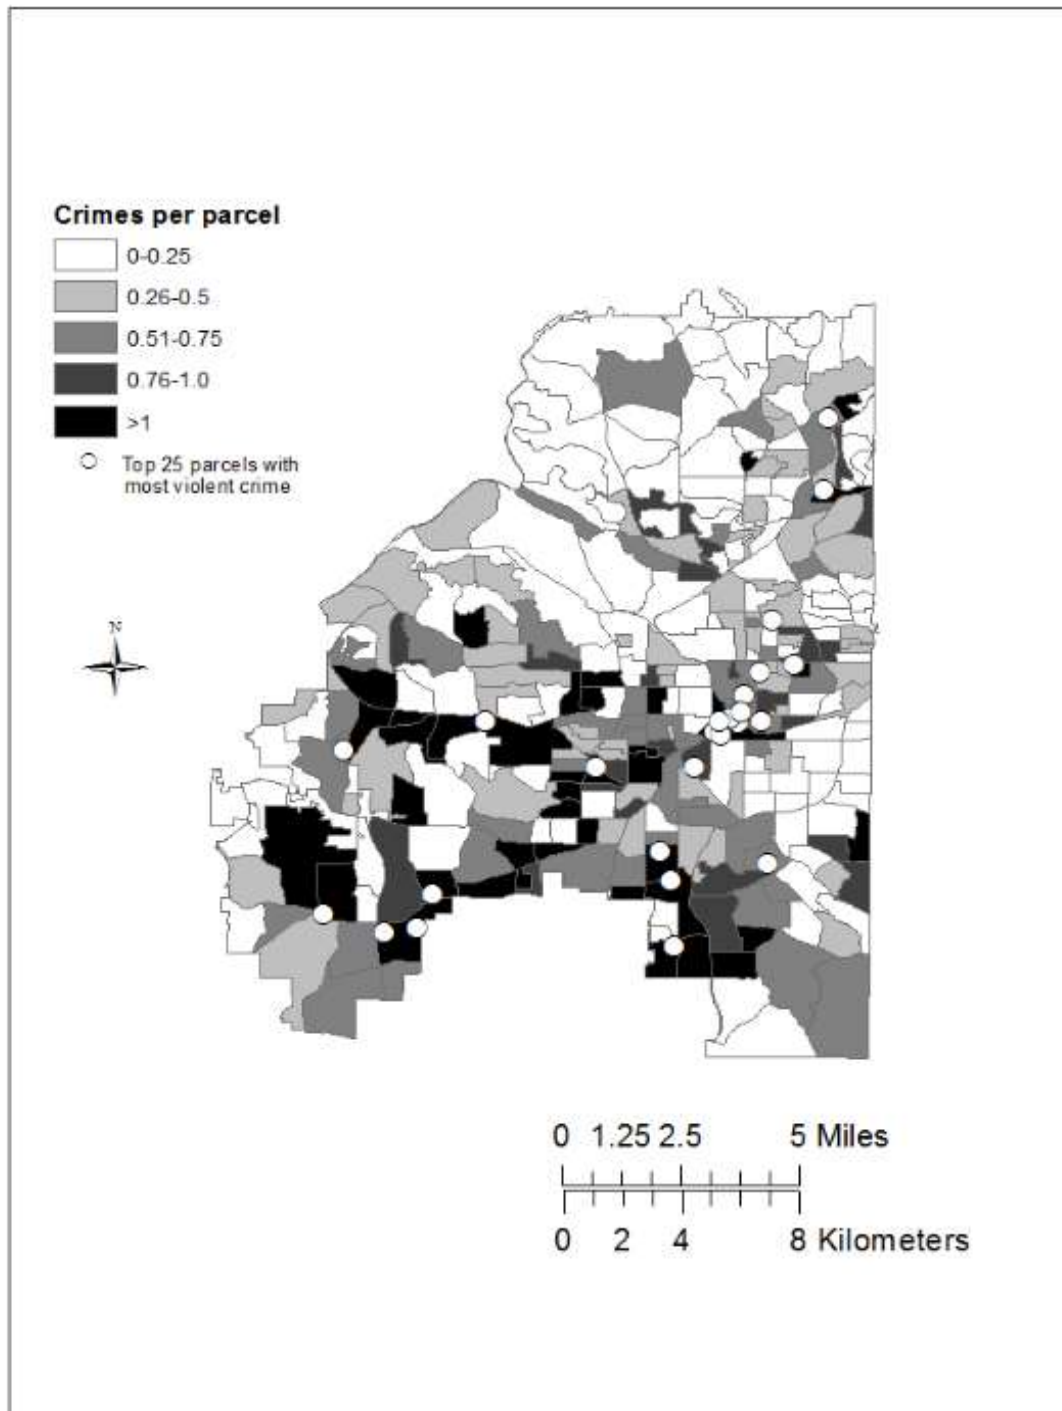 Crimes per parcel
0-0.25
0.26-0.5
0.51-0.75
0.76-1.0
>1
Top 25 parcels with
most violent crime
N
0 1.25 2.5 5 Miles
0 2 4 8 Kilometers